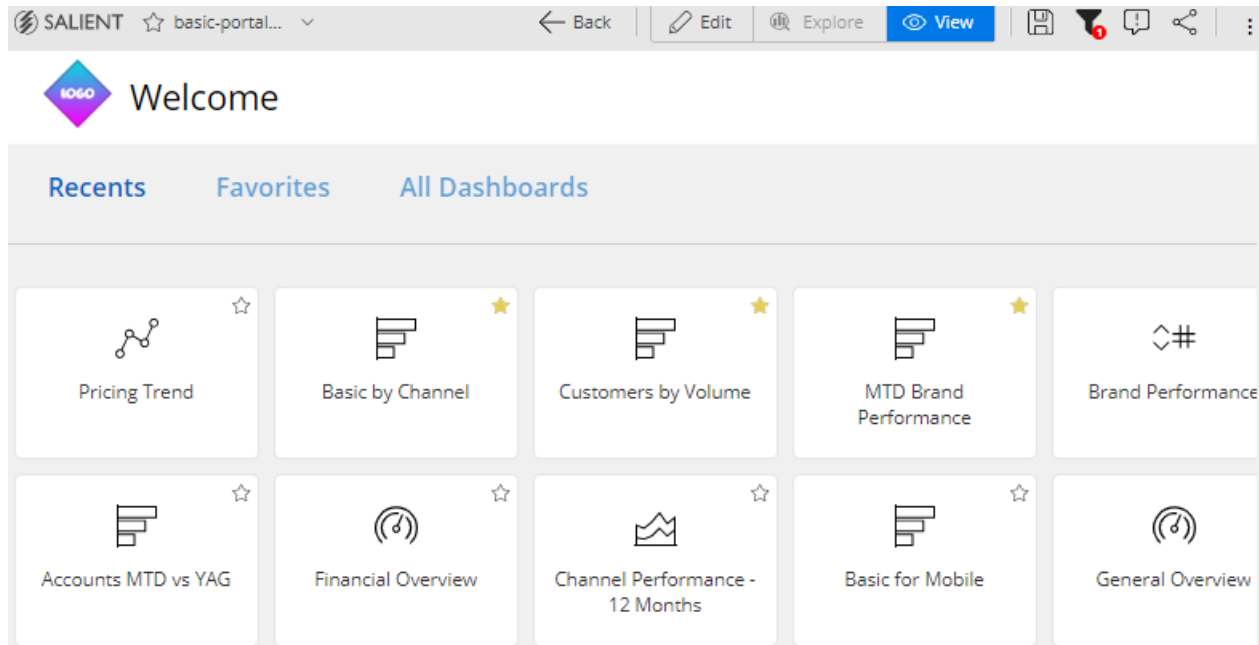 SALIENT basic-portal... Back Edit Explore View 1
LOGO Welcome
Recents Favorites All Dashboards
Pricing Trend Basic by Channel Customers by Volume MTD Brand Brand Performance
Performance
#
Accounts MTD vs YAG Financial Overview Channel Performance - Basic for Mobile General Overview
12 Months